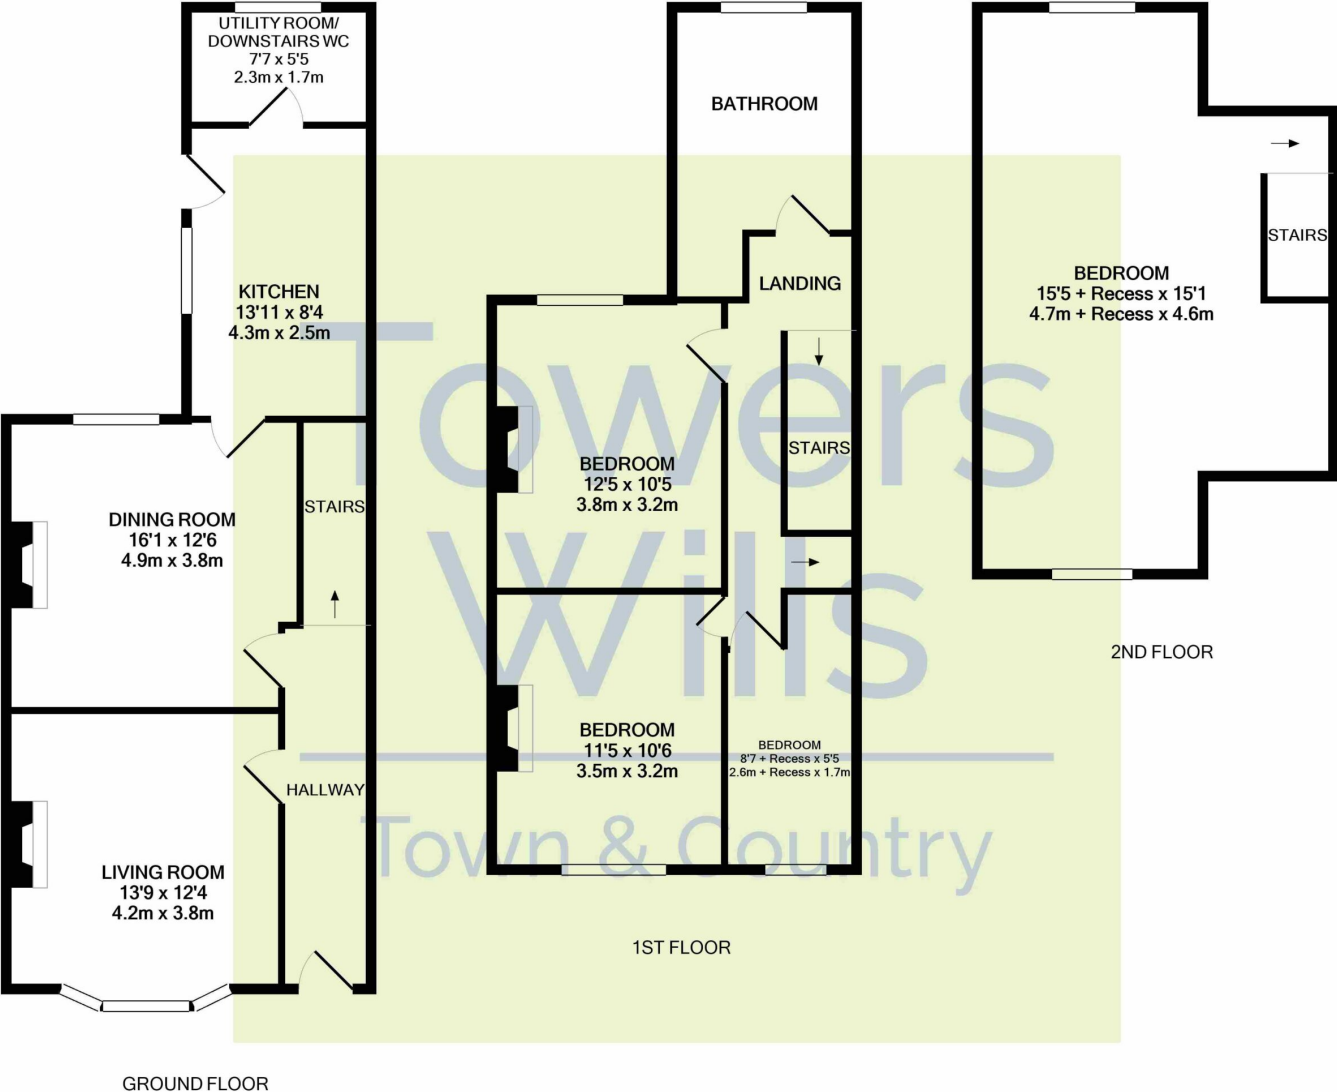 UTILITY ROOM/
DOWNSTAIRS WC
7'7 x 5'5
2.3m x 1.7m
KITCHEN
13'11 x 8'4
4.3m x 2.5m
DINING ROOM
16'1 x 12'6
4.9m x 3.8m
STAIRS
HALLWAY
LIVING ROOM
13'9 x 12'4
4.2m x 3.8m
GROUND FLOOR
BATHROOM
LANDING
BEDROOM
12'5 x 10'5
3.8m x 3.2m
STAIRS
BEDROOM
11'5 x 10'6
3.5m x 3.2m
BEDROOM
8'7 + Recess x 5'5
2.6m + Recess x 1.7m
1ST FLOOR
BEDROOM
15'5 + Recess x 15'1
4.7m + Recess x 4.6m
STAIRS
2ND FLOOR
Towers
Wills
Town & Country